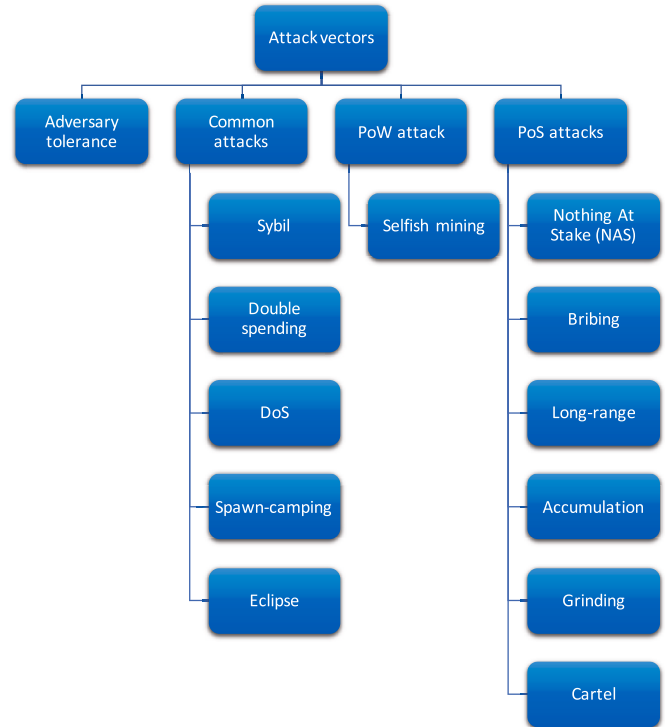 Attack vectors
Adversary
tolerance
Common
attacks
PoW attack
PoS attacks
Sybil
Double
spending
DoS
Spawn-camping
Eclipse
Selfish mining
Nothing At
Stake (NAS)
Bribing
Long-range
Accumulation
Grinding
Cartel